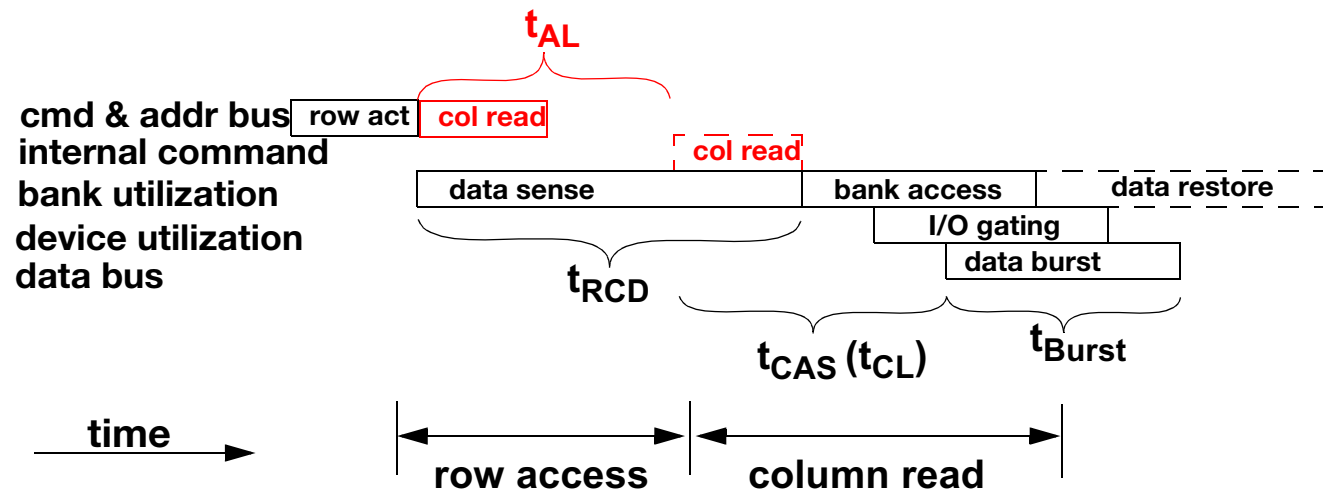 tAL
cmd & addr bus row act col read
internal command col read
bank utilization data sense bank access data restore
device utilization I/O gating
data bus data burst
tRCD
tCAS (tCL) tBurst
time
row access column read